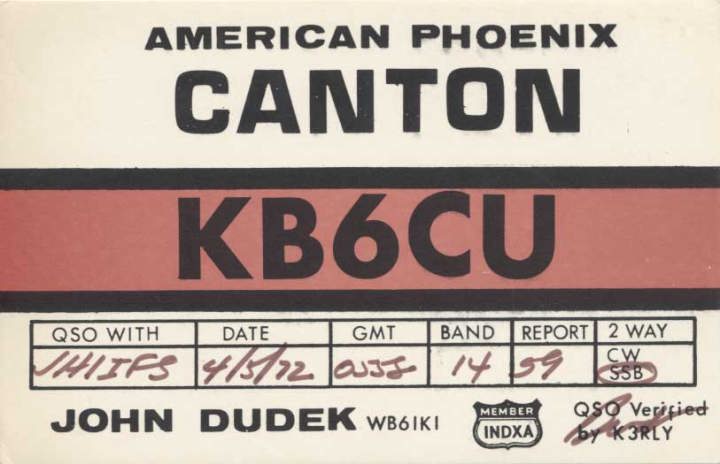 AMERICAN PHOENIX
CANTON
KB6CU
QSO WITH DATE GMT BAND REPORT 2 WAY
JH1IFS 4/5/72 14 59 CW
SSB
JOHN DUDEK WB6IKI
MEMBER
INDXA
QSO Verified
by K3RLY